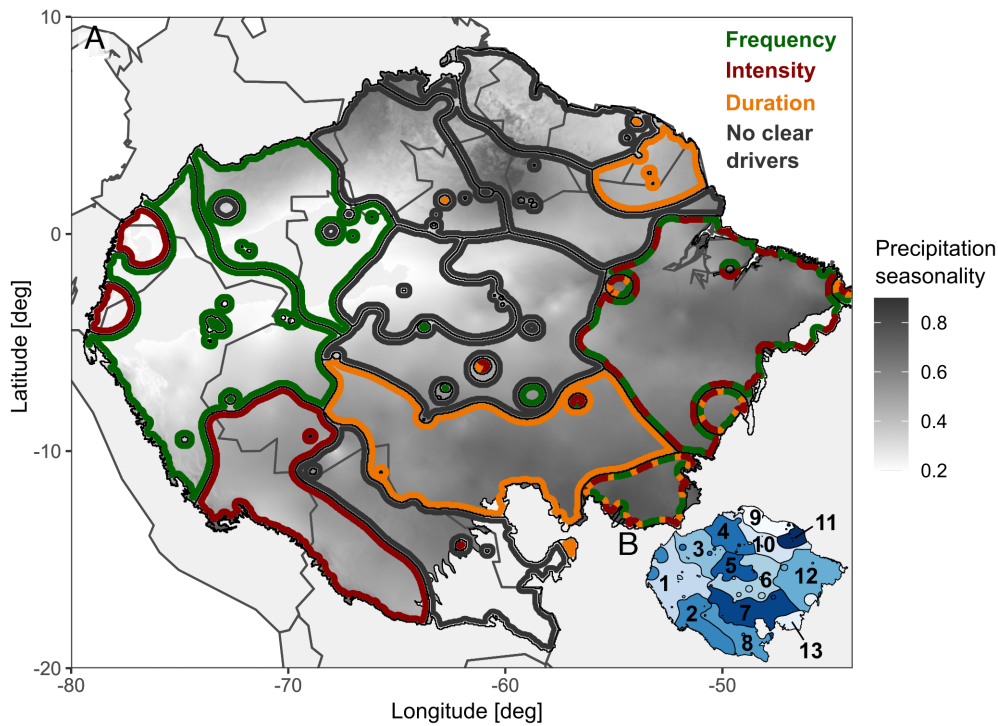 A
Frequency
Intensity
Duration
No clear
drivers
10
0
-10
-20
Latitude [deg]
-80
-70
-60
-50
Longitude [deg]
Precipitation
seasonality
0.8
0.6
0.4
0.2
B
9
4
11
3
10
5
1
6
12
2
7
8
13